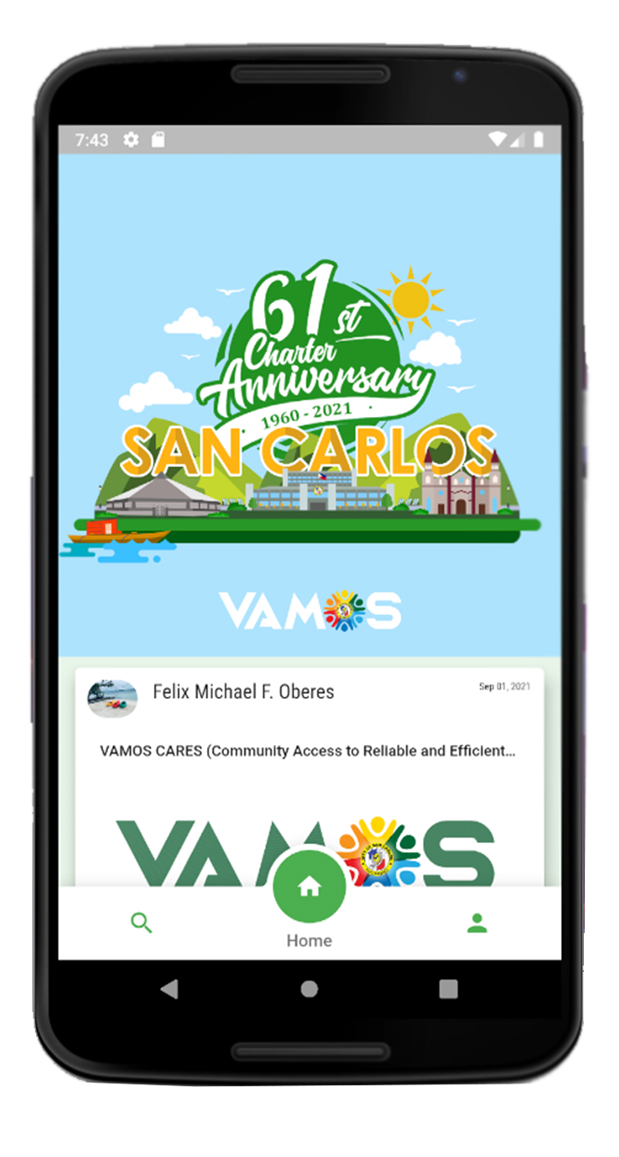 7:43
61st
Charter
Anniversary
1960 - 2021
SAN CARLOS
VAMOS
Felix Michael F. Oberes
Sep 01, 2021
VAMOS CARES (Community Access to Reliable and Efficient...
VAMOS
Home